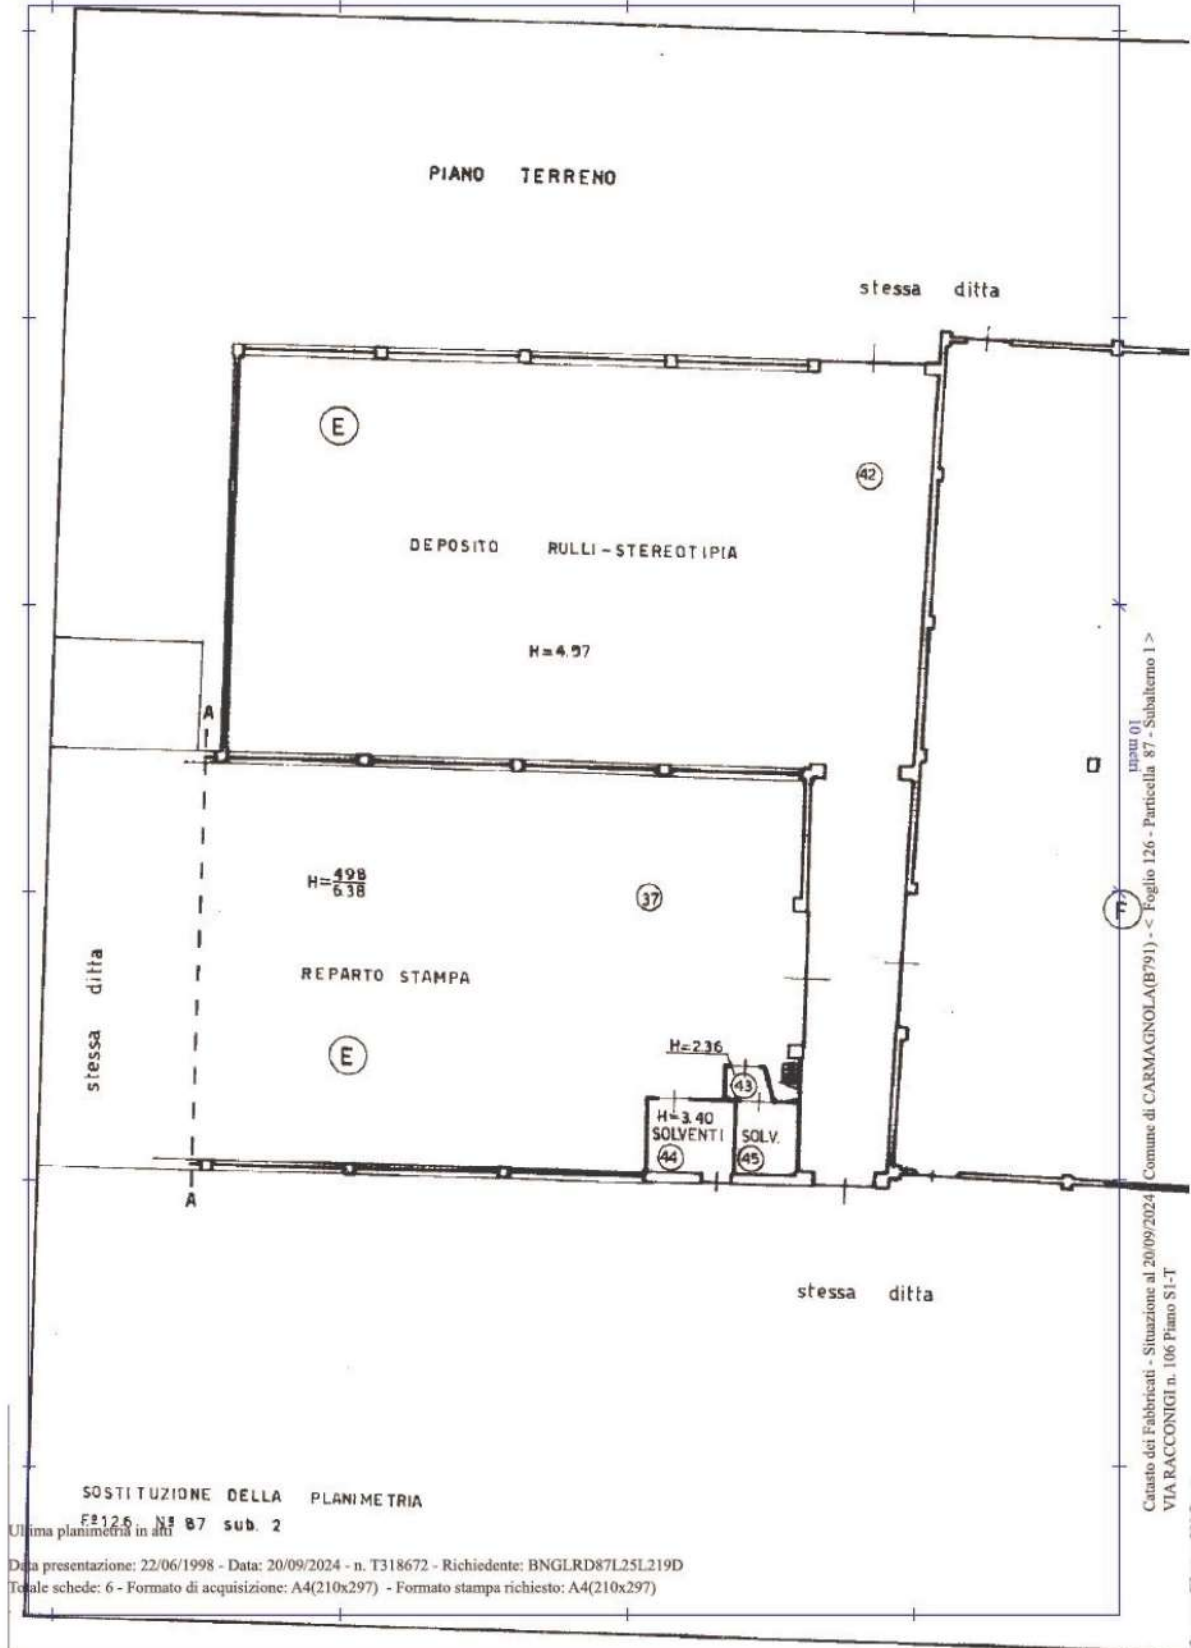 PIANO TERRENO
stessa ditta
E
42
DEPOSITO RULLI-STEREOTIPIA
H=4.97
A
H=498
6.38
37
REPARTO STAMPA
E
stessa ditta
H=236
43
H=3.40
SOLVENTI
SOLV.
44
45
A
F
stessa ditta
10 metri
Catasto dei Fabbricati - Situazione al 20/09/2024 - Comune di CARMAGNOLA(B791) - < Foglio 126 - Particella 87 - Subalterno 1 >
VIA RACCONIGI n. 106 Piano S1-T
SOSTITUZIONE DELLA PLANIMETRIA
Fº126 Nº 87 sub. 2
Ultima planimetria in atti
Data presentazione: 22/06/1998 - Data: 20/09/2024 - n. T318672 - Richiedente: BNGLRD87L25L219D
Totale schede: 6 - Formato di acquisizione: A4(210x297) - Formato stampa richiesto: A4(210x297)